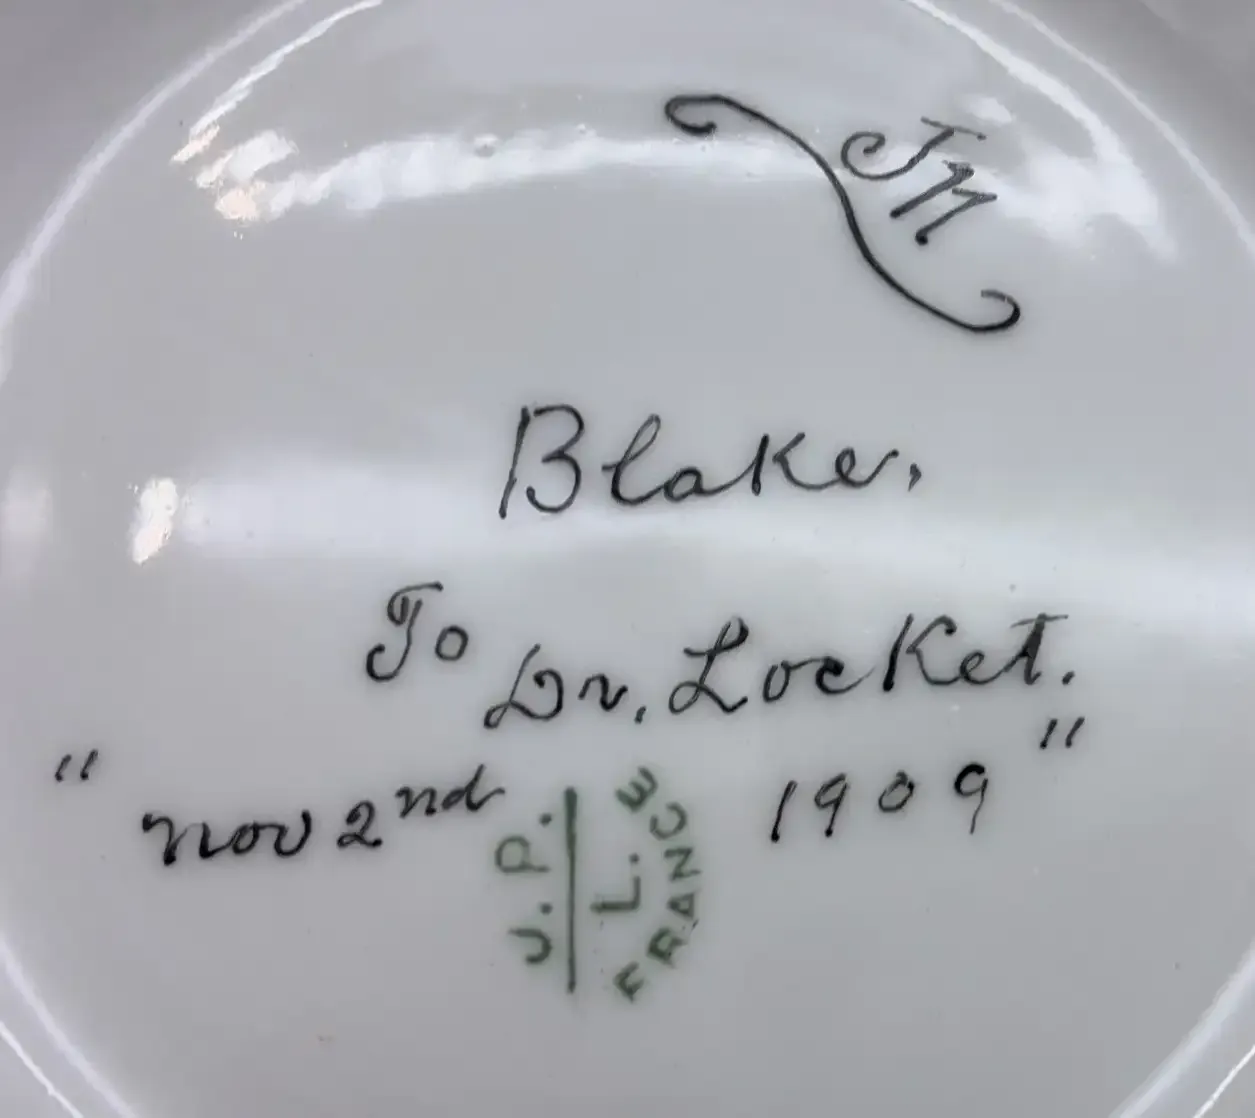 JM
Blake,
To Dr. Locket.
"nov 2nd 1909"
J.P.
L.
FRANCE